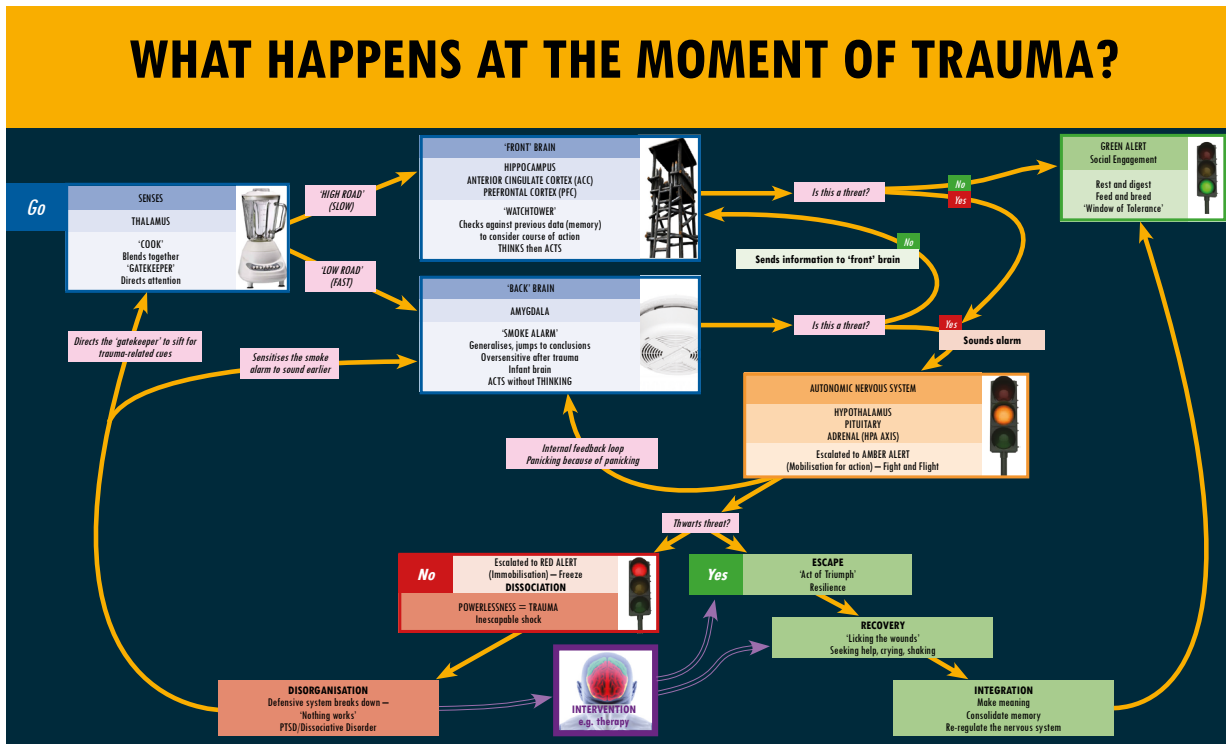 WHAT HAPPENS AT THE MOMENT OF TRAUMA?
Go
SENSES
THALAMUS
‘COOK’
Blends together
‘GATEKEEPER’
Directs attention
‘HIGH ROAD’
(SLOW)
‘LOW ROAD’
(FAST)
‘FRONT’ BRAIN
HIPPOCAMPUS
ANTERIOR CINGULATE CORTEX (ACC)
PREFRONTAL CORTEX (PFC)
‘WATCHTOWER’
Checks against previous data (memory)
to consider course of action
THINKS then ACTS
Is this a threat?
No
Yes
GREEN ALERT
Social Engagement
Rest and digest
Feed and breed
‘Window of Tolerance’
No
Sends information to ‘front’ brain
‘BACK’ BRAIN
AMYGDALA
‘SMOKE ALARM’
Generalises, jumps to conclusions
Oversensitive after trauma
Infant brain
ACTS without THINKING
Is this a threat?
Yes
Sounds alarm
Directs the ‘gatekeeper’ to sift for
trauma-related cues
Sensitises the smoke
alarm to sound earlier
AUTONOMIC NERVOUS SYSTEM
HYPOTHALAMUS
PITUITARY
ADRENAL (HPA AXIS)
Escalated to AMBER ALERT
(Mobilisation for action) – Fight and Flight
Internal feedback loop
Panicking because of panicking
Thwarts threat?
No
Escalated to RED ALERT
(Immobilisation) – Freeze
DISSOCIATION
POWERLESSNESS = TRAUMA
Inescapable shock
Yes
ESCAPE
‘Act of Triumph’
Resilience
RECOVERY
‘Licking the wounds’
Seeking help, crying, shaking
DISORGANISATION
Defensive system breaks down –
‘Nothing works’
PTSD/Dissociative Disorder
INTERVENTION
e.g. therapy
INTEGRATION
Make meaning
Consolidate memory
Re-regulate the nervous system